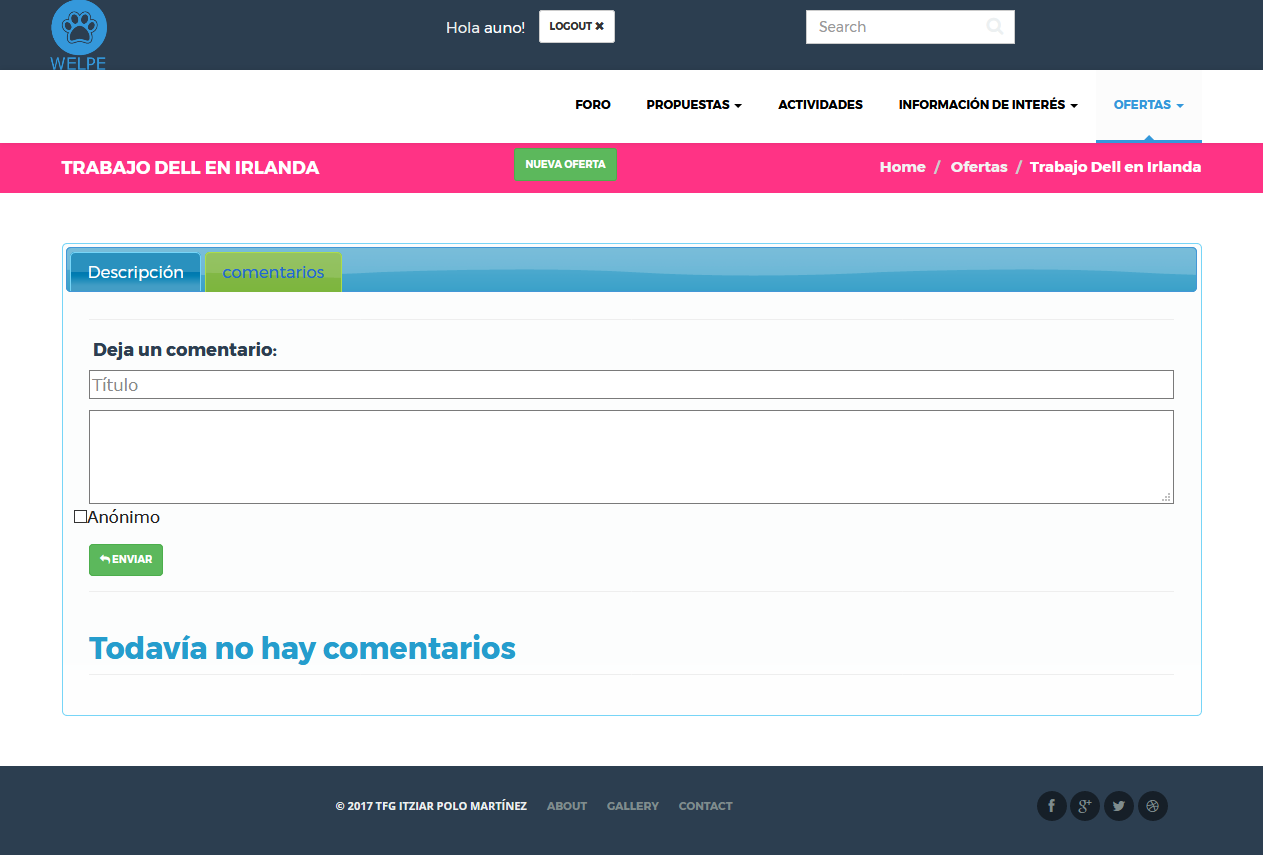 WELPE
Hola auno!
LOGOUT
Search
FORO
PROPUESTAS
ACTIVIDADES
INFORMACIÓN DE INTERÉS
OFERTAS
TRABAJO DELL EN IRLANDA
NUEVA OFERTA
Home / Ofertas / Trabajo Dell en Irlanda
Descripción
comentarios
Deja un comentario:
Título
Anónimo
ENVIAR
Todavía no hay comentarios
© 2017 TFG ITZIAR POLO MARTÍNEZ
ABOUT
GALLERY
CONTACT